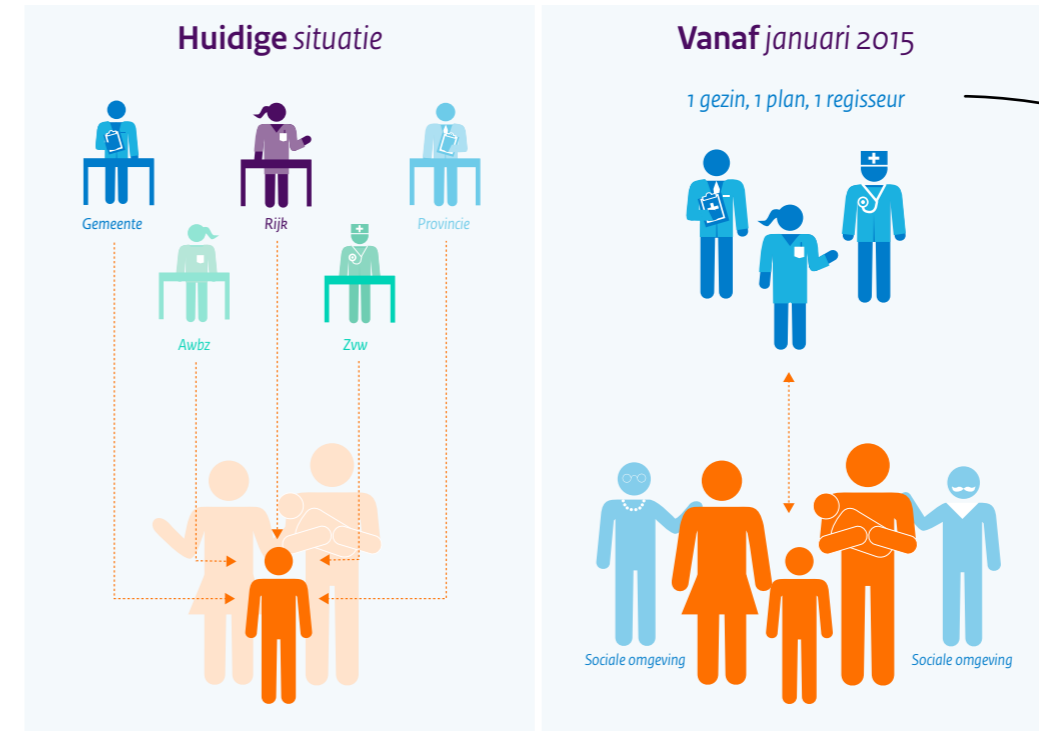 Huidige situatie
Gemeente
Rijk
Provincie
Awbz
Zvw
Vanaf januari 2015
1 gezin, 1 plan, 1 regisseur
Sociale omgeving
Sociale omgeving